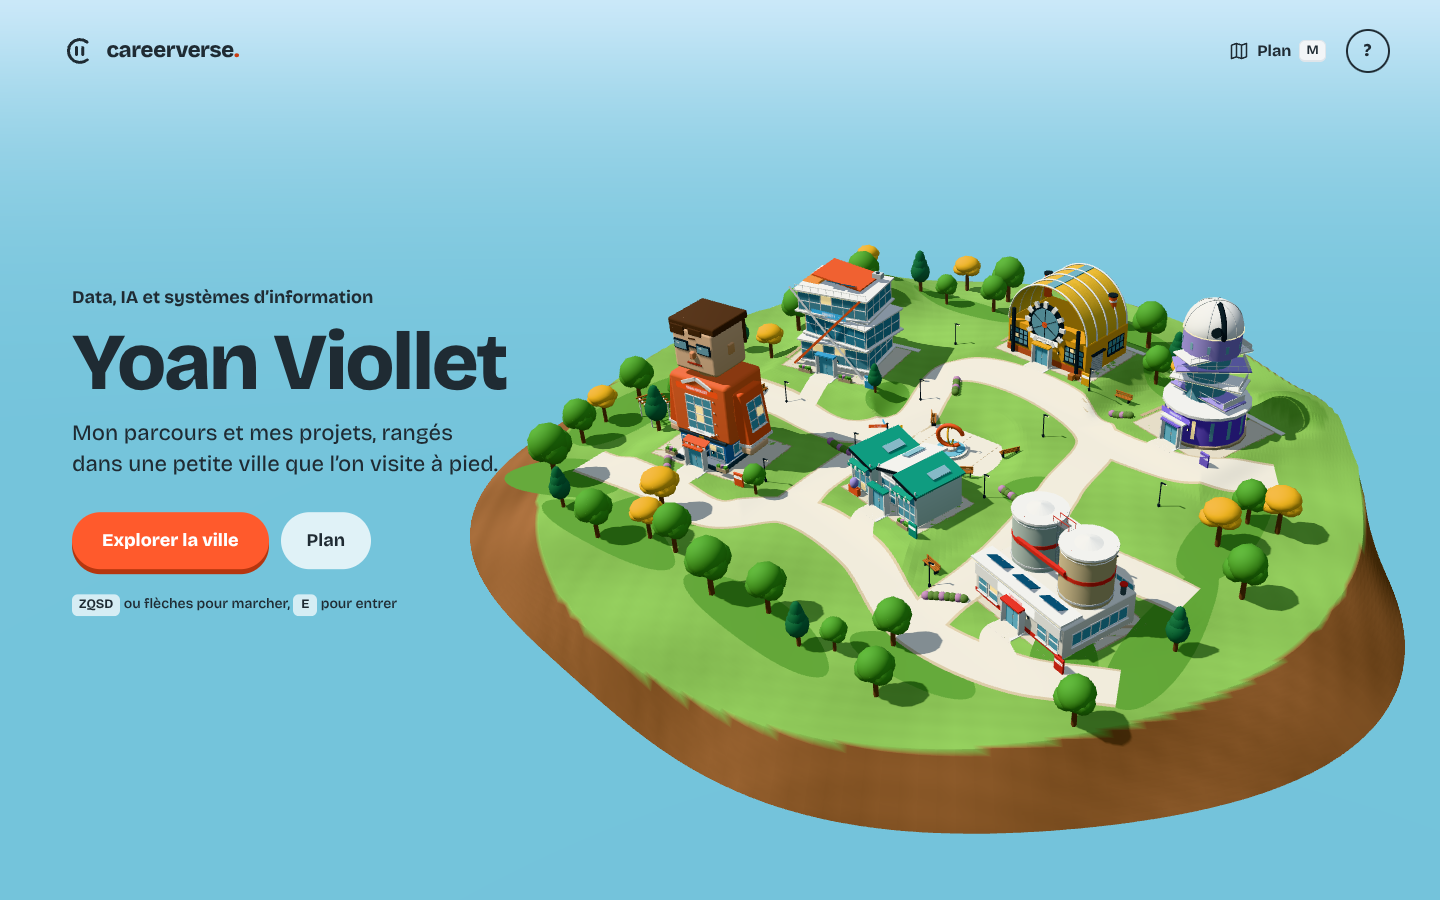 careerverse.
Plan M
?
Data, IA et systèmes d’information
Yoan Viollet
Mon parcours et mes projets, rangés
dans une petite ville que l’on visite à pied.
Explorer la ville
Plan
ZQSD ou flèches pour marcher, E pour entrer